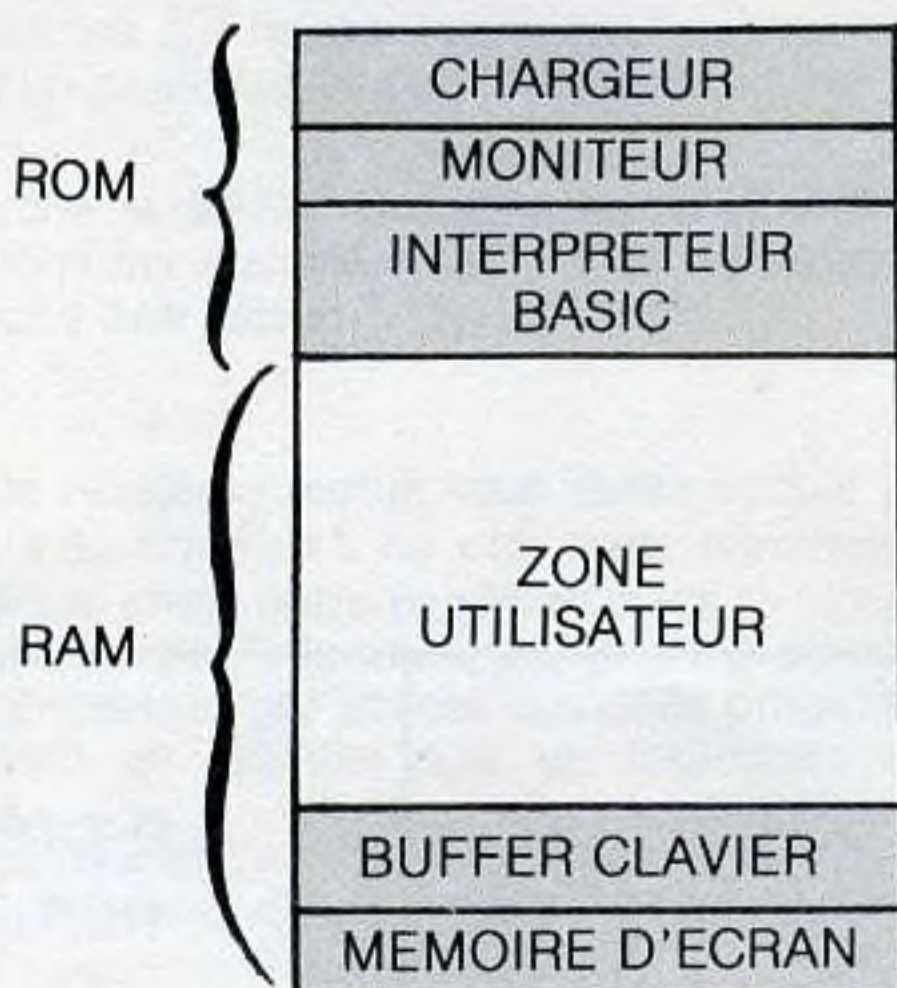 ROM
CHARGEUR
MONITEUR
INTERPRETEUR
BASIC
RAM
ZONE
UTILISATEUR
BUFFER CLAVIER
MEMOIRE D'ECRAN